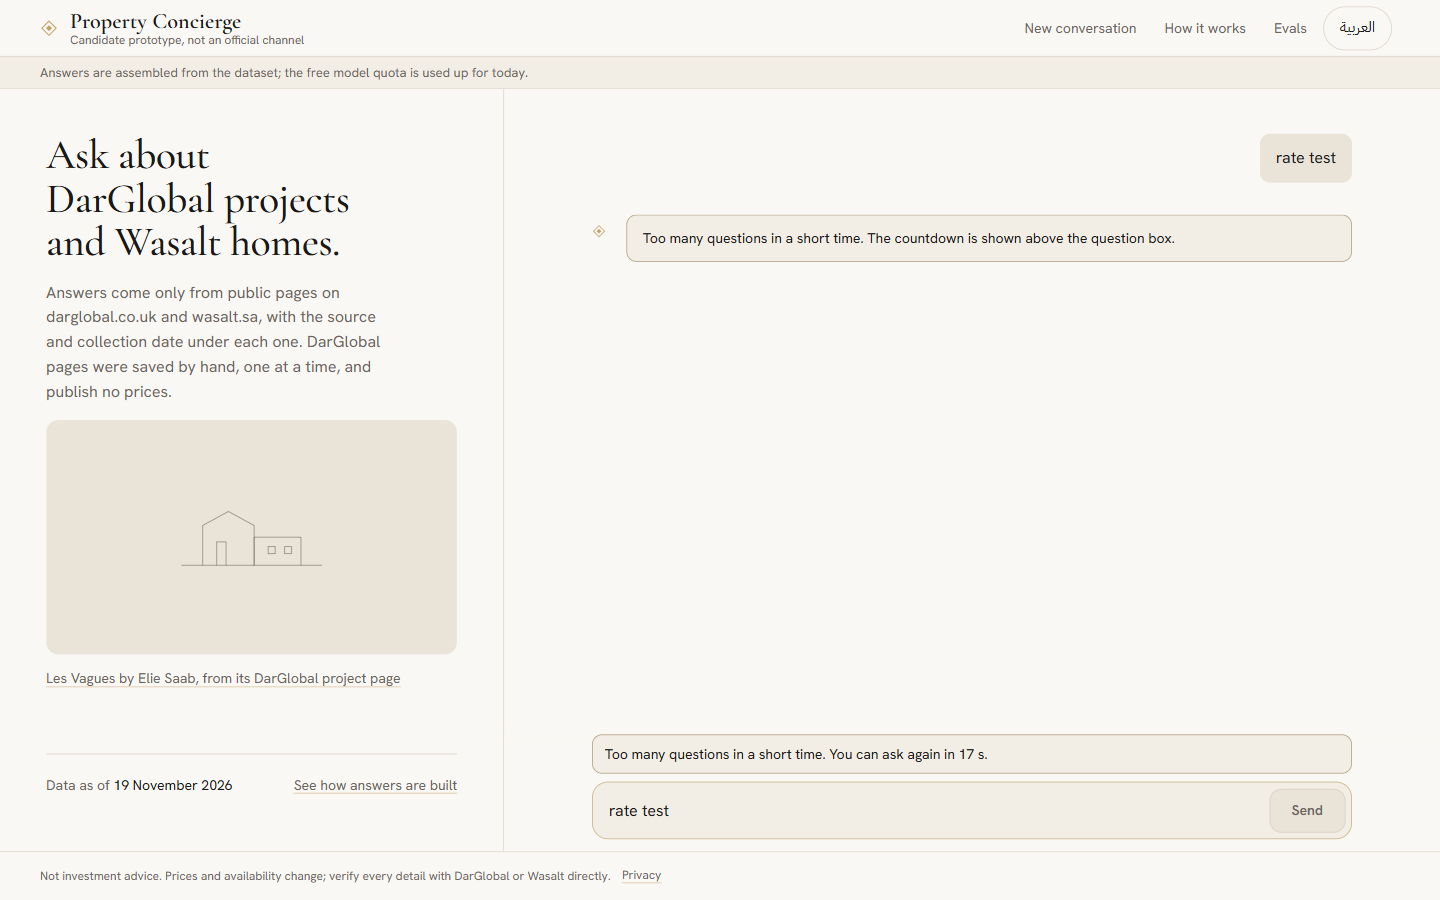 Property Concierge
Candidate prototype, not an official channel
New conversation
How it works
Evals
العربية
Answers are assembled from the dataset; the free model quota is used up for today.
Ask about
DarGlobal projects
and Wasalt homes.
Answers come only from public pages on
darglobal.co.uk and wasalt.sa, with the source
and collection date under each one. DarGlobal
pages were saved by hand, one at a time, and
publish no prices.
Les Vagues by Elie Saab, from its DarGlobal project page
Data as of 19 November 2026
See how answers are built
rate test
Too many questions in a short time. The countdown is shown above the question box.
Too many questions in a short time. You can ask again in 17 s.
rate test
Send
Not investment advice. Prices and availability change; verify every detail with DarGlobal or Wasalt directly.
Privacy